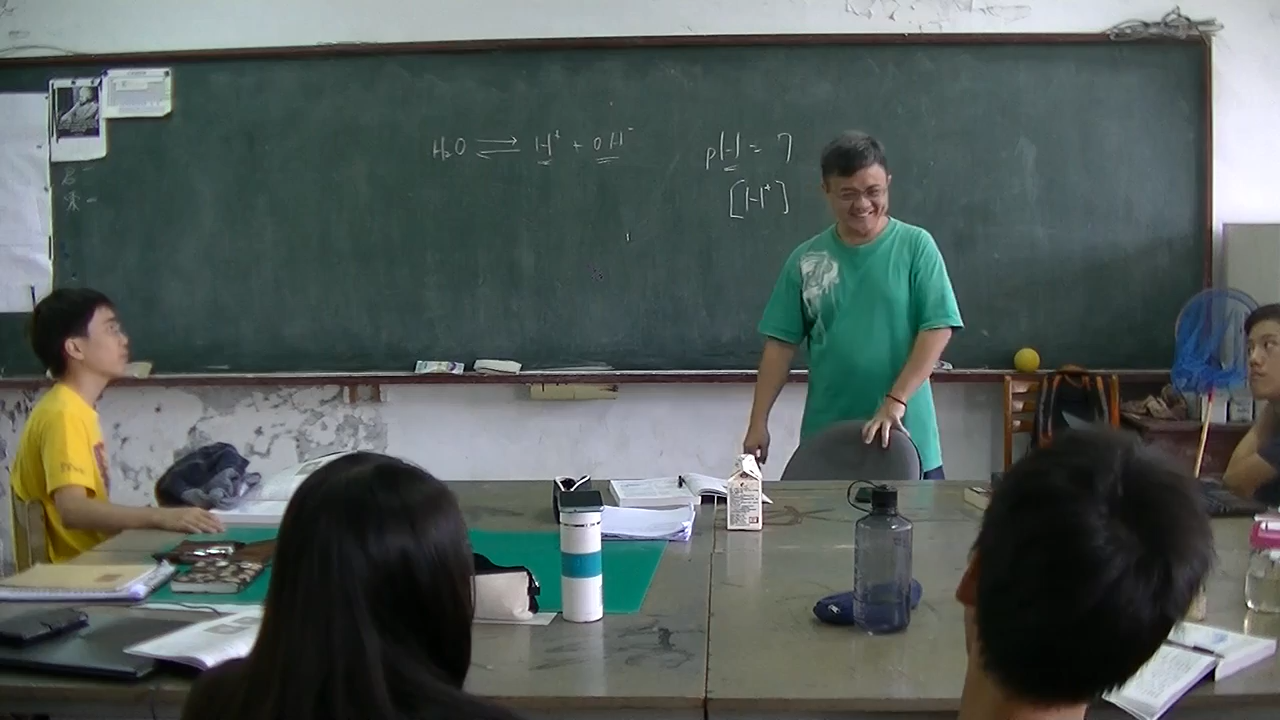 H₂O ⇌ H⁺ + OH⁻
pH = 7
[H⁺]